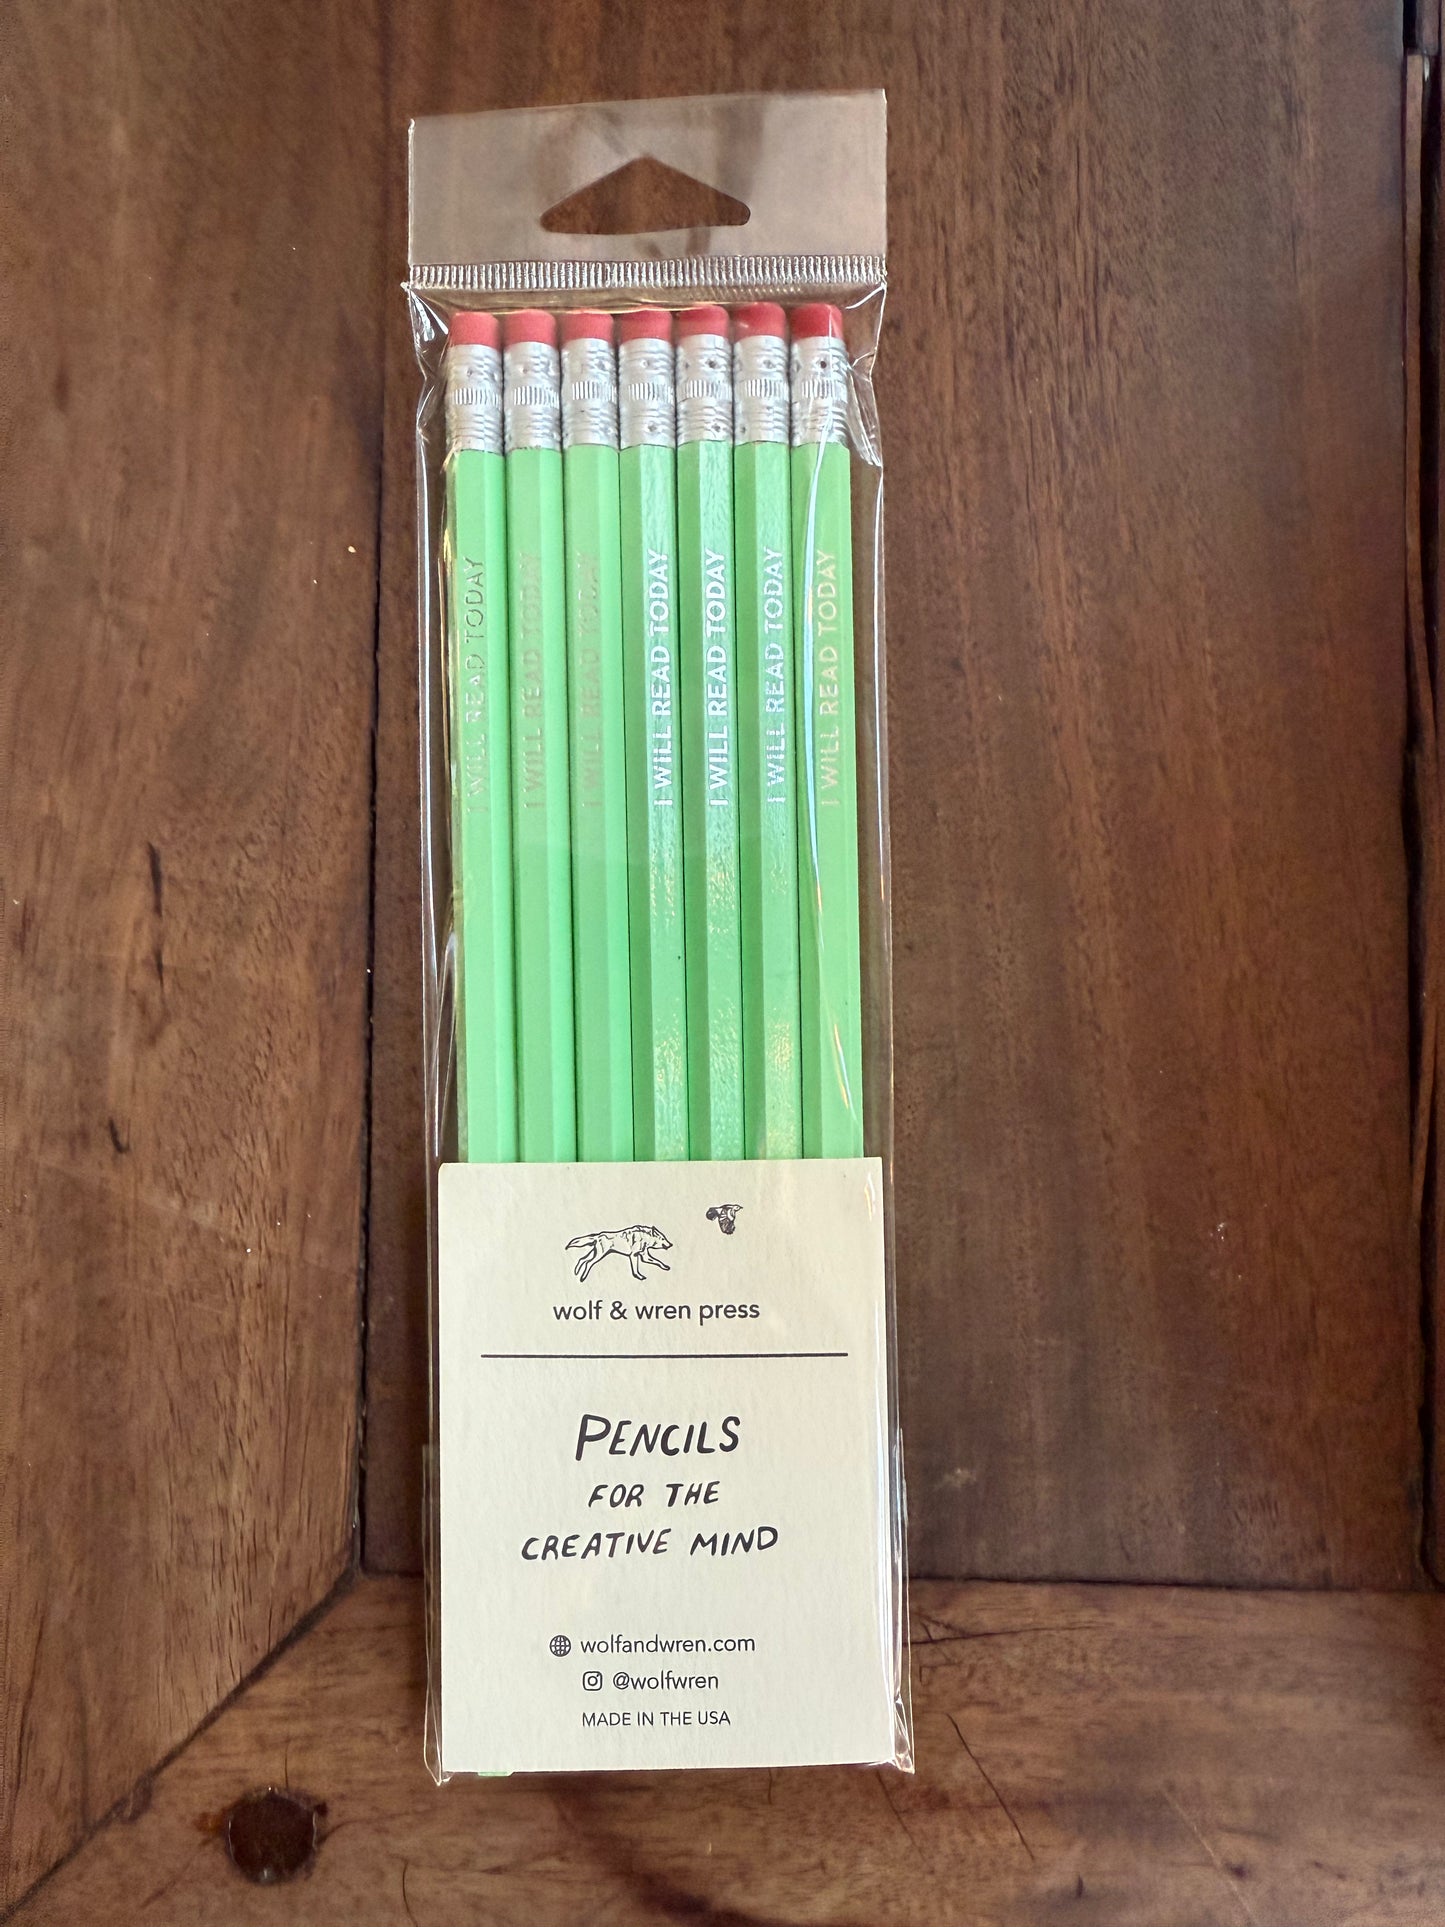 I WILL READ TODAY
I WILL READ TODAY
I WILL READ TODAY
I WILL READ TODAY
I WILL READ TODAY
I WILL READ TODAY
I WILL READ TODAY
wolf & wren press
PENCILS
FOR THE
CREATIVE MIND
wolfandwren.com
@wolfwren
MADE IN THE USA